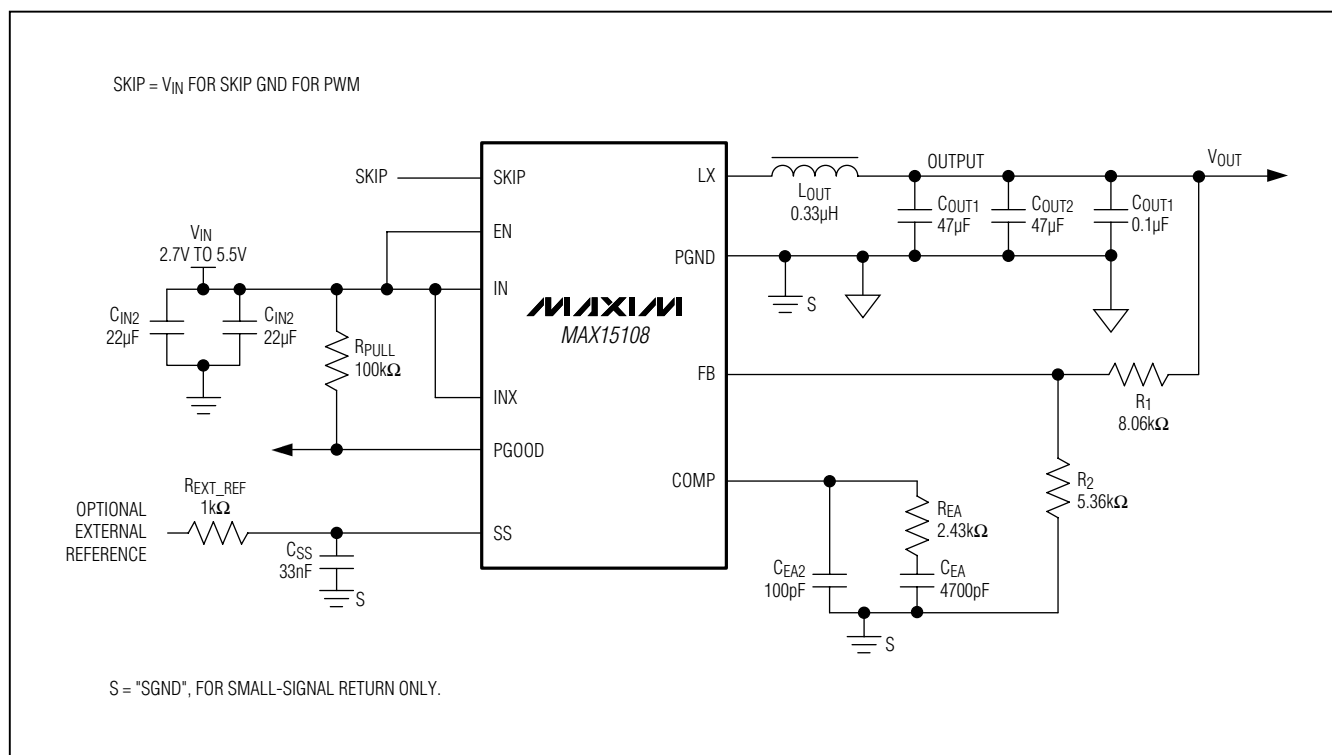 SKIP = VIN FOR SKIP GND FOR PWM
SKIP
SKIP
LX
OUTPUT
VOUT
LOUT
0.33µH
COUT1
47µF
COUT2
47µF
COUT1
0.1µF
EN
VIN
2.7V TO 5.5V
PGND
S
IN
CIN2
22µF
CIN2
22µF
RPULL
100kΩ
MAXIM
MAX15108
FB
R1
8.06kΩ
INX
PGOOD
COMP
R2
5.36kΩ
REXT_REF
1kΩ
OPTIONAL
EXTERNAL
REFERENCE
SS
CSS
33nF
S
REA
2.43kΩ
CEA2
100pF
CEA
4700pF
S
S = "SGND", FOR SMALL-SIGNAL RETURN ONLY.